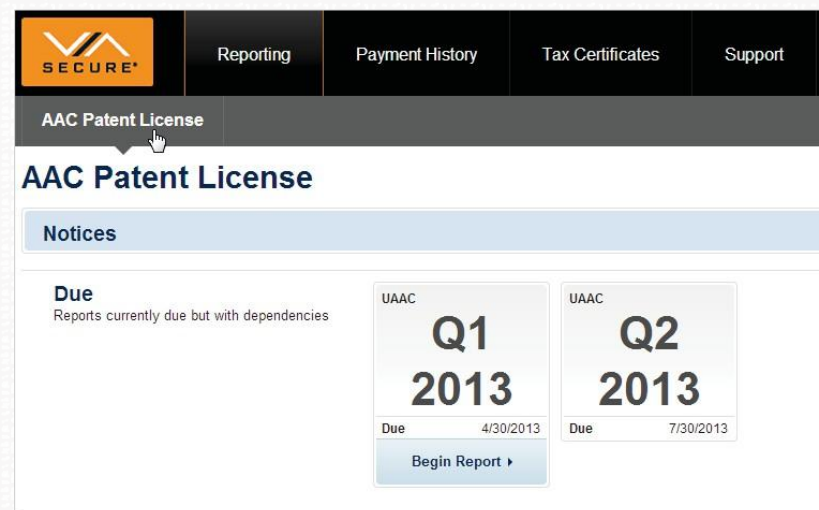 SECURE
Reporting
Payment History
Tax Certificates
Support
AAC Patent License
AAC Patent License
Notices
Due
Reports currently due but with dependencies
UAAC
Q1
2013
Due 4/30/2013
Begin Report
UAAC
Q2
2013
Due 7/30/2013